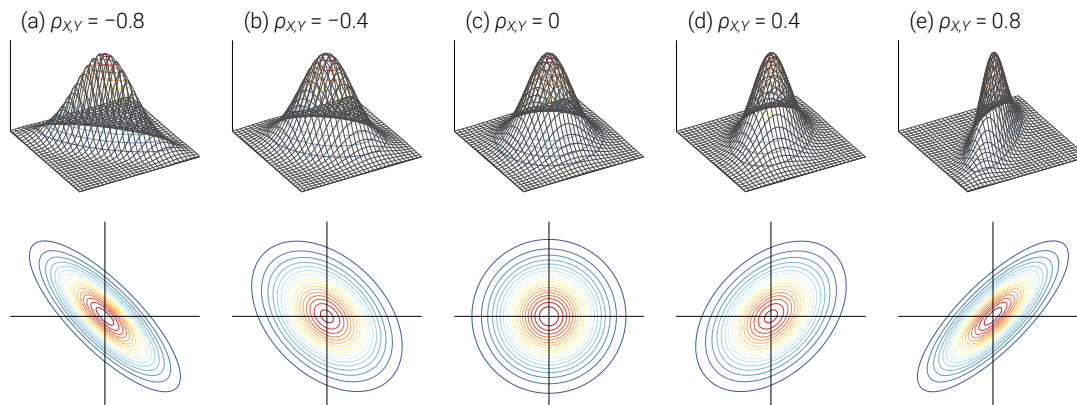 (a) ρX,Y = −0.8
(b) ρX,Y = −0.4
(c) ρX,Y = 0
(d) ρX,Y = 0.4
(e) ρX,Y = 0.8